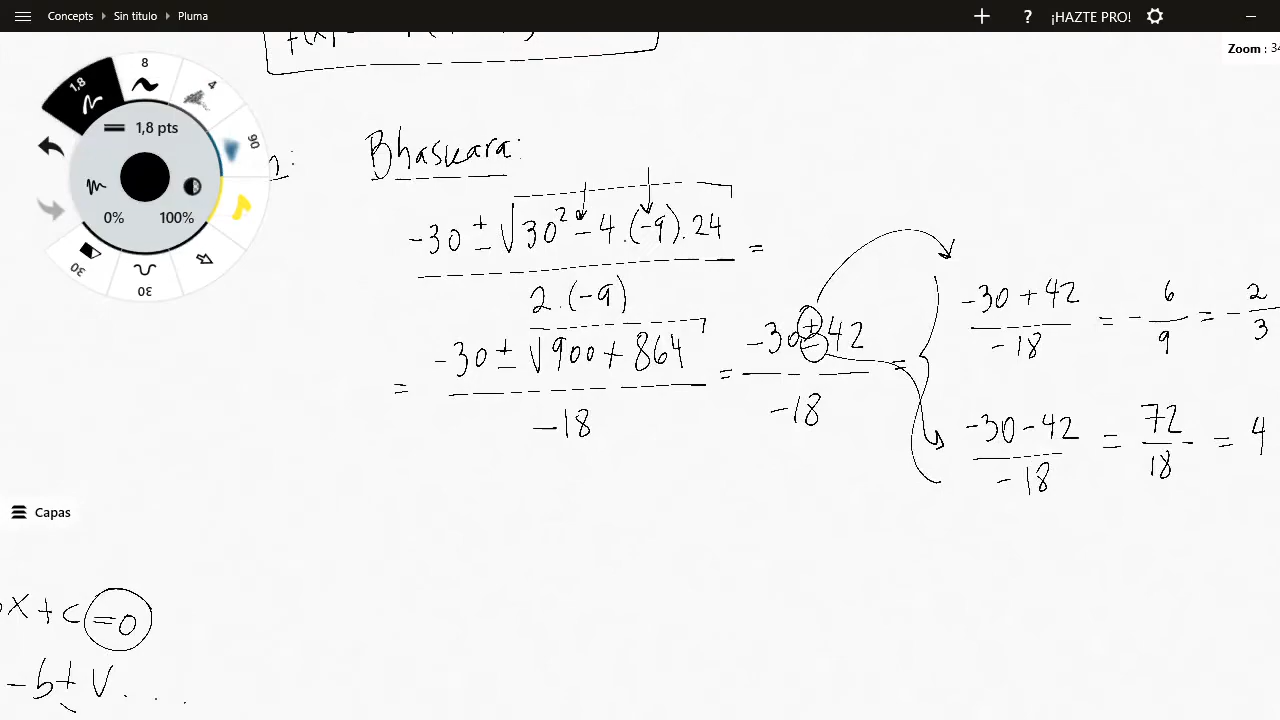 Concepts > Sin titulo > Pluma
¡HAZTE PRO!
Zoom : 34
8
1,8
4
1,8 pts
90
0% 100%
30
30
Bhaskara:
-30 ± √30² - 4.(-9).24 =
2.(-9)
= -30 ± √900 + 864 = -30 ± 42 =
-18 -18
-30 + 42 = - 6 = - 2
-18 9 3
-30 - 42 = 72 = 4
-18 18
Capas
x + c = 0
-b ± √....